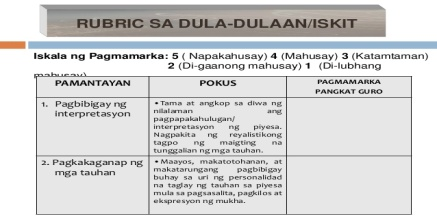 RUBRIC SA DULA-DULAAN/ISKIT
Iskala ng Pagmamarka: 5 ( Napakahusay) 4 (Mahusay) 3 (Katamtaman)
2 (Di-gaanong mahusay) 1 (Di-lubhang
mahusay)
PAMANTAYAN
POKUS
PAGMAMARKA
PANGKAT GURO
1. Pagbibigay ng
interpretasyon
• Tama at angkop sa diwa ng
nilalaman ang
pagpapakahulugan/
interpretasyon ng piyesa.
Nagpakita ng reyalistikong
tagpo ng maigting na
tunggalian ng mga tauhan.
2. Pagkakaganap ng
mga tauhan
• Maayos, makatotohanan, at
makatarungang pagbibigay
buhay sa uri ng personalidad
na taglay ng tauhan sa piyesa
mula sa pagsasalita, pagkilos at
ekspresyon ng mukha.